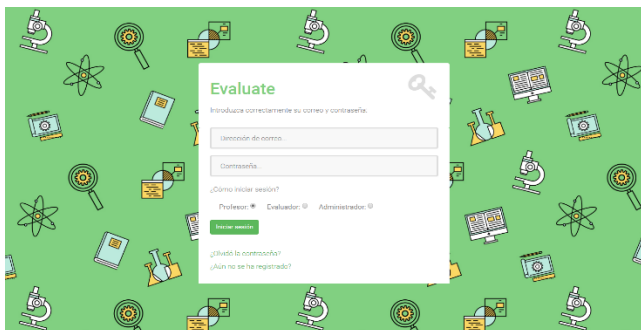 Evaluate
Introduzca correctamente su correo y contraseña:
Dirección de correo...
Contraseña...
¿Cómo iniciar sesión?
Profesor: Evaluador: Administrador:
Iniciar sesión
¿Olvidó la contraseña?
¿Aún no se ha registrado?